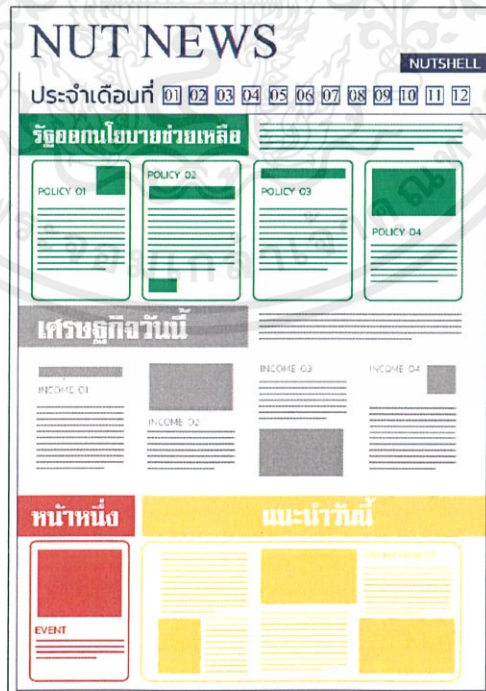 NUT NEWS
NUTSHELL
ประจำเดือนที่ 01 02 03 04 05 06 07 08 09 10 11 12
รัฐออกนโยบายช่วยเหลือ
POLICY 01
POLICY 02
POLICY 03
POLICY 04
เศรษฐกิจวันนี้
INCOME 01
INCOME 02
INCOME 03
INCOME 04
หน้าหนึ่ง
แนะนำวันนี้
EVENT